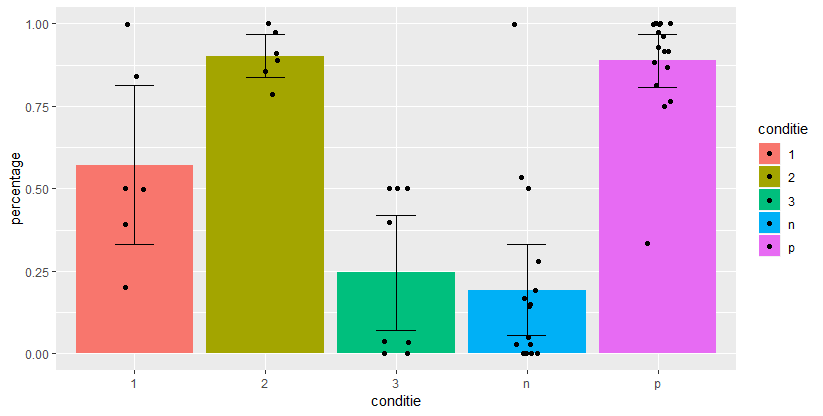 1.00
0.75
0.50
0.25
0.00
percentage
1 2 3 n p
conditie
conditie
1
2
3
n
p